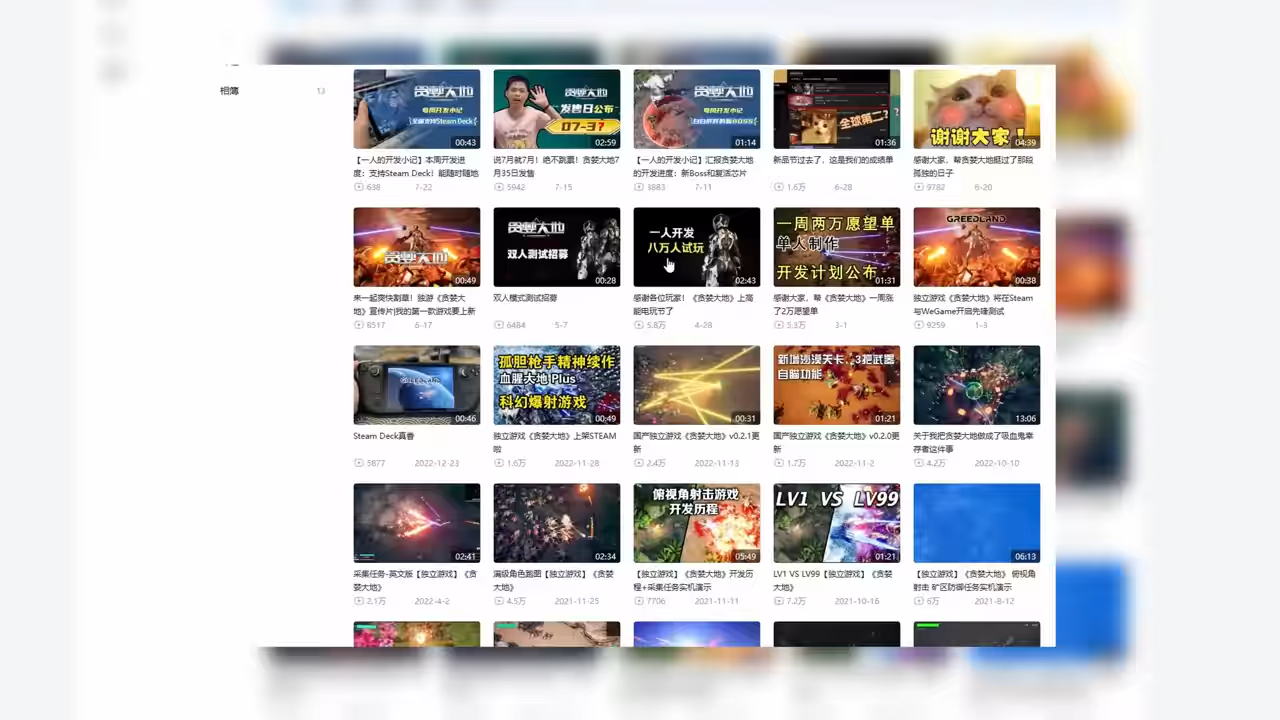 相簿
13
贪婪大地
电闪开发小记
全面支持Steam Deck
00:43
贪婪大地
发售日公布
07-3?
02:59
贪婪大地
电闪开发小记
01:14
全球第二??
01:36
谢谢大家!
04:39
【一人的开发小记】本周开发进
度：支持Steam Deck！能随时随地
638
7-22
说7月就7月！绝不跳票！贪婪大地7
月35日发售
5942
7-15
【一人的开发小记】汇报贪婪大地
的开发进度：新Boss和复活芯片
3883
7-11
新品节过去了，这是我们的成绩单
1.6万
6-28
感谢大家，帮贪婪大地挺过了那段
孤独的日子
9782
6-20
贪婪大地
00:49
贪婪大地
双人测试招募
00:28
一人开发
八万人试玩
02:43
一周两万愿望单
单人制作
开发计划公布
01:31
GREEDLAND
00:38
来一起爽快割草！独游《贪婪大
地》宣传片|我的第一款游戏要上新
8517
6-17
双人模式测试招募
6484
5-7
感谢各位玩家！《贪婪大地》上高
能电玩节了
5.8万
4-28
感谢大家，帮《贪婪大地》一周涨
了2万愿望单
5.3万
3-1
独立游戏《贪婪大地》将在Steam
与WeGame开启先锋测试
9259
1-3
GREEDLAND
00:46
孤胆枪手精神续作
血腥大地 Plus
科幻爆射游戏
00:49
00:31
新增沙漠关卡、3把武器
自瞄功能
01:21
13:06
Steam Deck真香
5877
2022-12-23
独立游戏《贪婪大地》上架STEAM
啦
1.6万
2022-11-28
国产独立游戏《贪婪大地》v0.2.1更
新
2.4万
2022-11-13
国产独立游戏《贪婪大地》v0.2.0更
新
1.7万
2022-11-2
关于我把贪婪大地做成了吸血鬼幸
存者这件事
4.2万
2022-10-10
02:41
02:34
俯视角射击游戏
开发历程
05:49
LV1 VS LV99
01:21
06:13
采集任务-英文版【独立游戏】《贪
婪大地》
2.1万
2022-4-2
满级角色跑图【独立游戏】《贪婪
大地》
4.5万
2021-11-25
【独立游戏】《贪婪大地》开发历
程+采集任务实机演示
7706
2021-11-11
LV1 VS LV99【独立游戏】《贪婪
大地》
7.2万
2021-10-16
【独立游戏】《贪婪大地》 俯视角
射击 矿区防御任务实机演示
6万
2021-8-12